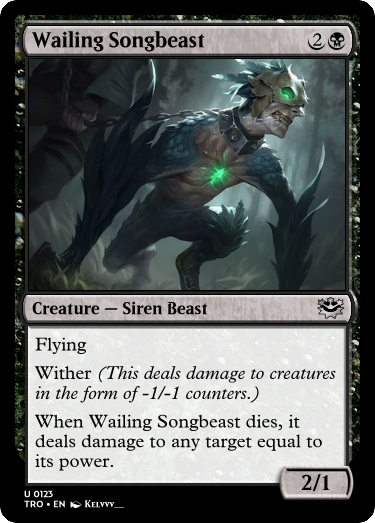 Wailing Songbeast 2
Creature — Siren Beast
Flying
Wither (This deals damage to creatures
in the form of -1/-1 counters.)
When Wailing Songbeast dies, it
deals damage to any target equal to
its power.
2/1
U 0123
TRO • EN Kelvvv__